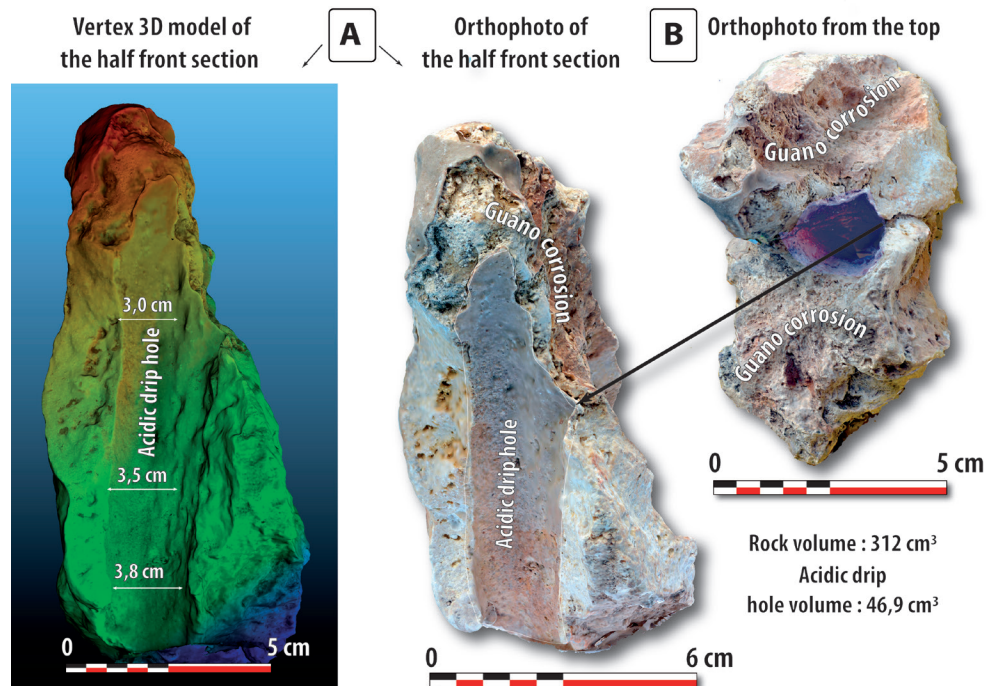 Vertex 3D model of
the half front section
A
Orthophoto of
the half front section
B
Orthophoto from the top
3,0 cm
Acidic drip hole
3,5 cm
3,8 cm
0
5 cm
Guano corrosion
Acidic drip hole
0
6 cm
Guano corrosion
Guano corrosion
0
5 cm
Rock volume : 312 cm³
Acidic drip
hole volume : 46,9 cm³